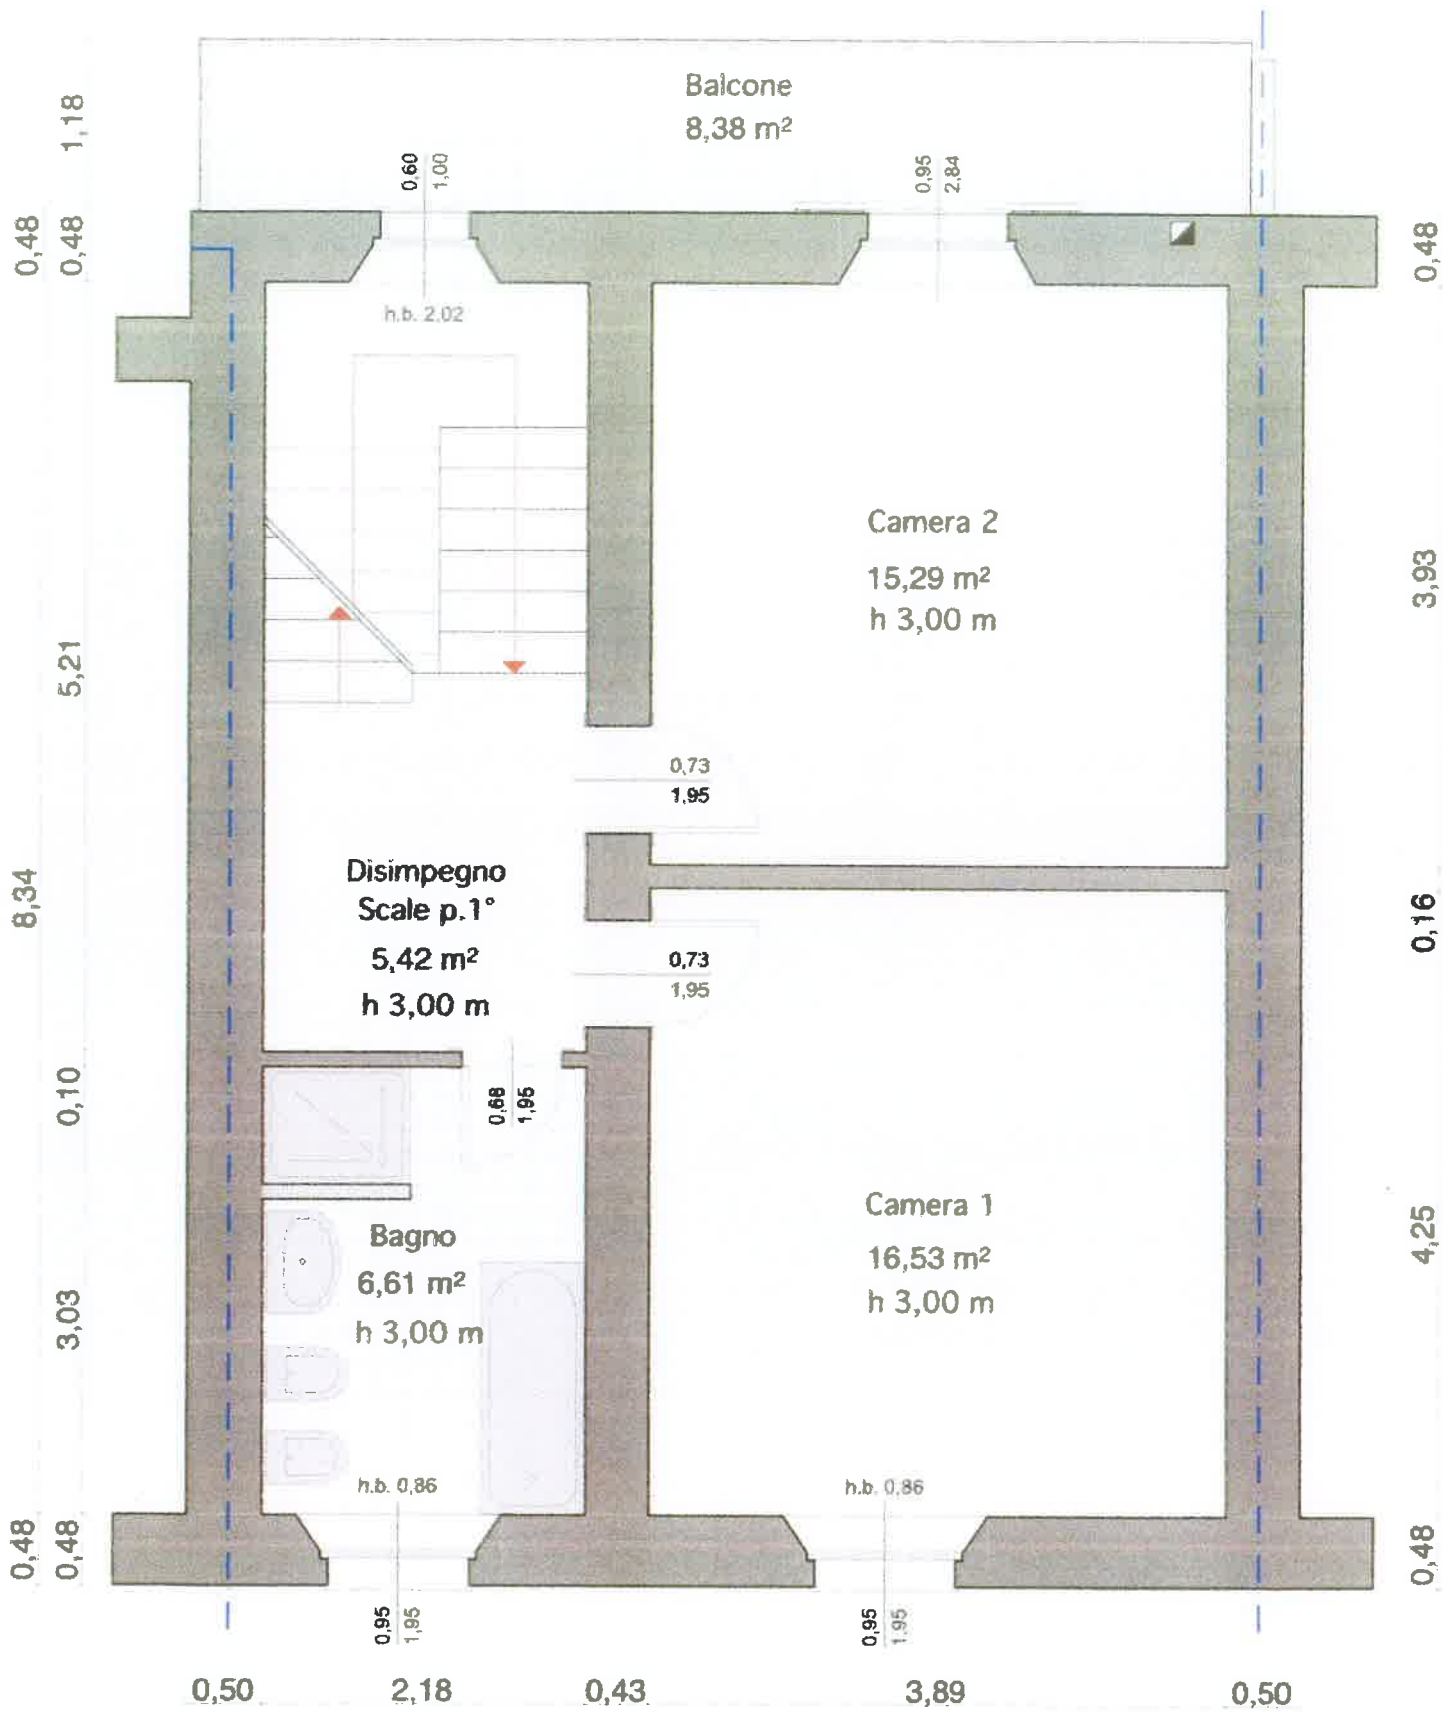 Balcone
8,38 m²
1,18
0,60
1,00
0,95
2,84
0,48
0,48
0,48
h.b. 2,02
Camera 2
15,29 m²
h 3,00 m
3,93
5,21
0,73
1,95
Disimpegno
Scale p.1°
5,42 m²
h 3,00 m
8,34
0,16
0,73
1,95
0,10
0,68
1,95
Camera 1
16,53 m²
h 3,00 m
4,25
Bagno
6,61 m²
h 3,00 m
3,03
h.b. 0,86
h.b. 0,86
0,48
0,48
0,48
0,95
1,95
0,95
1,95
0,50
2,18
0,43
3,89
0,50